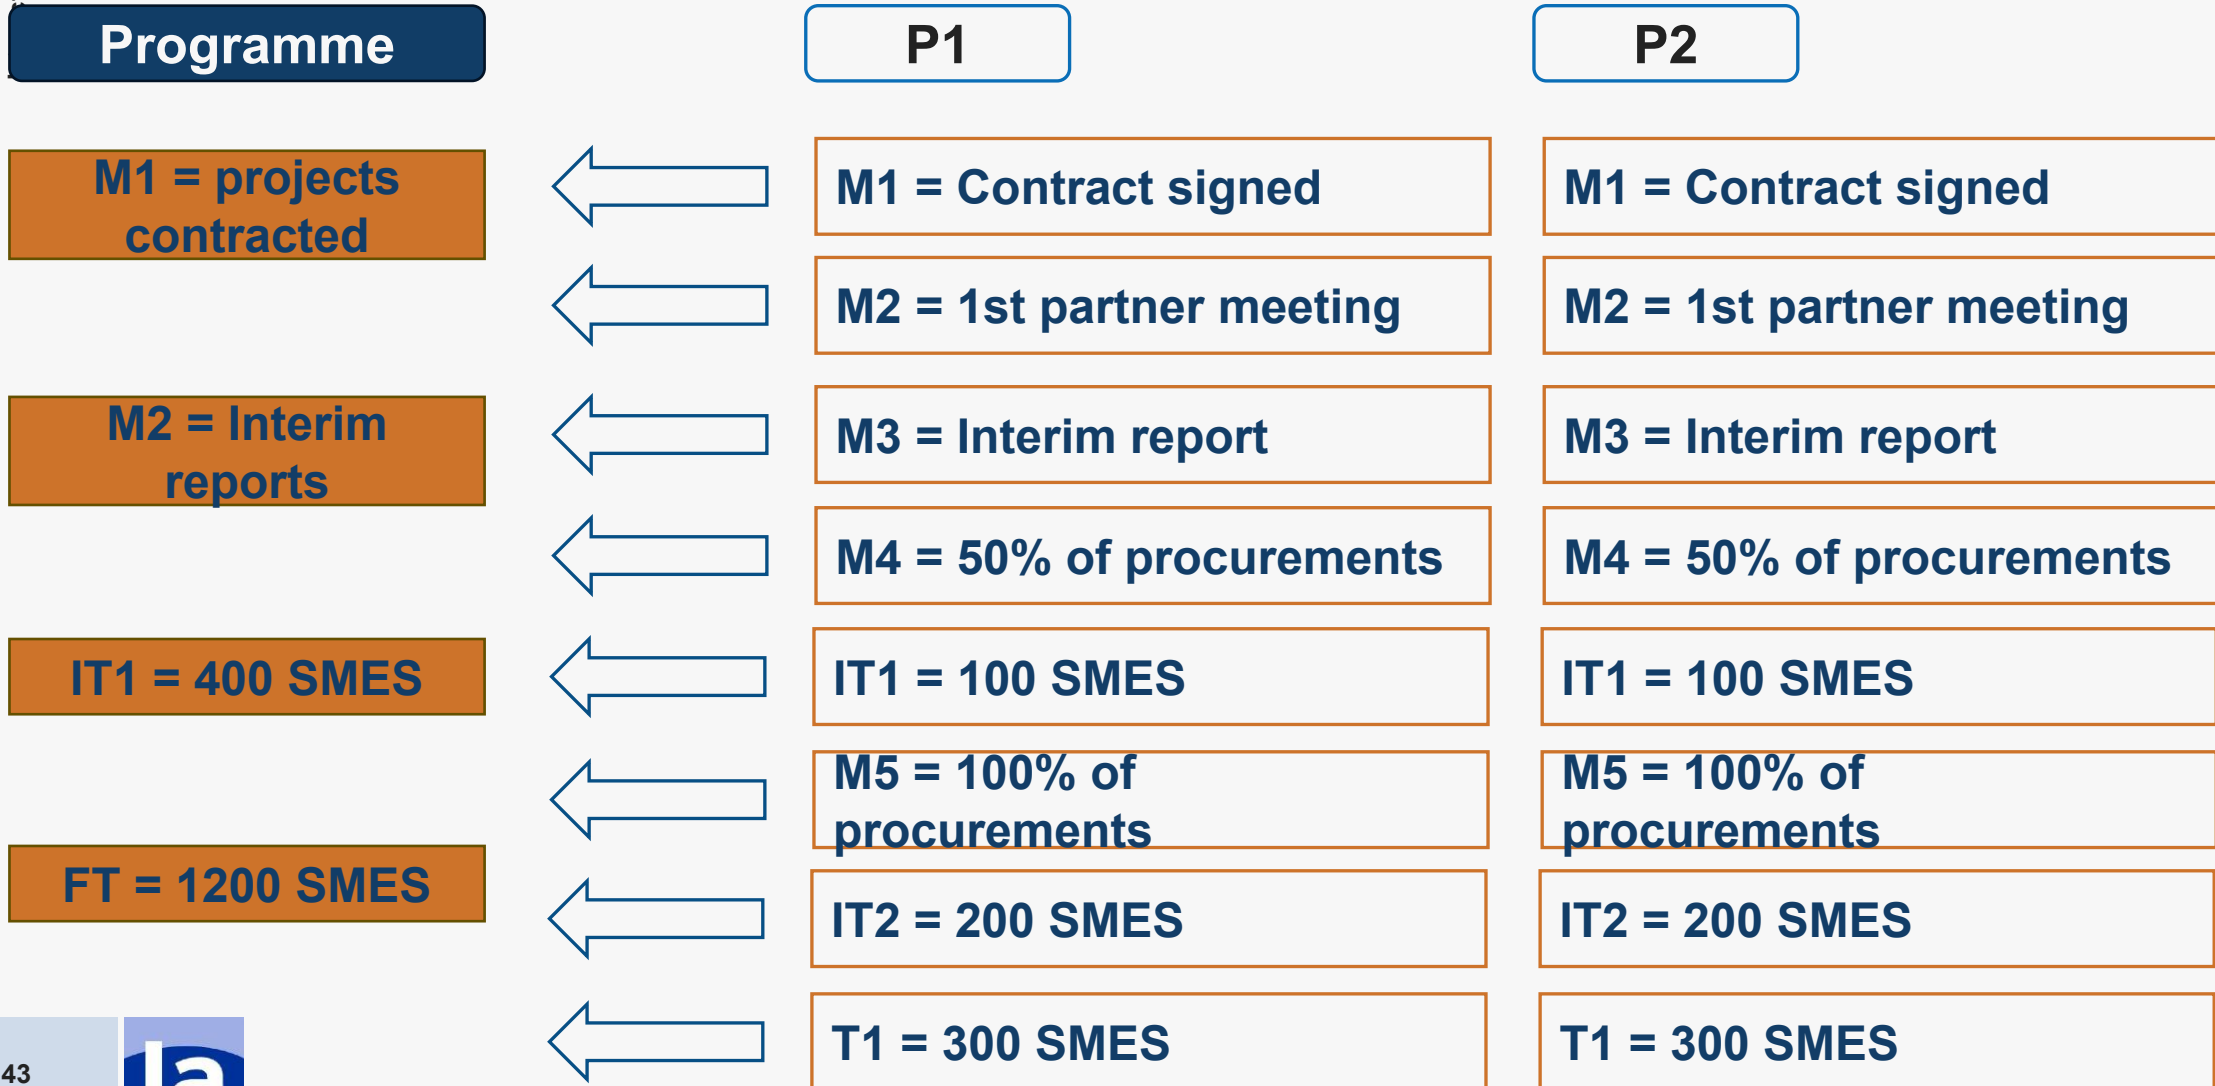 Programme
P1
P2
M1 = projects
contracted
M1 = Contract signed
M1 = Contract signed
M2 = 1st partner meeting
M2 = 1st partner meeting
M2 = Interim
reports
M3 = Interim report
M3 = Interim report
M4 = 50% of procurements
M4 = 50% of procurements
IT1 = 400 SMES
IT1 = 100 SMES
IT1 = 100 SMES
M5 = 100% of
procurements
M5 = 100% of
procurements
FT = 1200 SMES
IT2 = 200 SMES
IT2 = 200 SMES
T1 = 300 SMES
T1 = 300 SMES
43